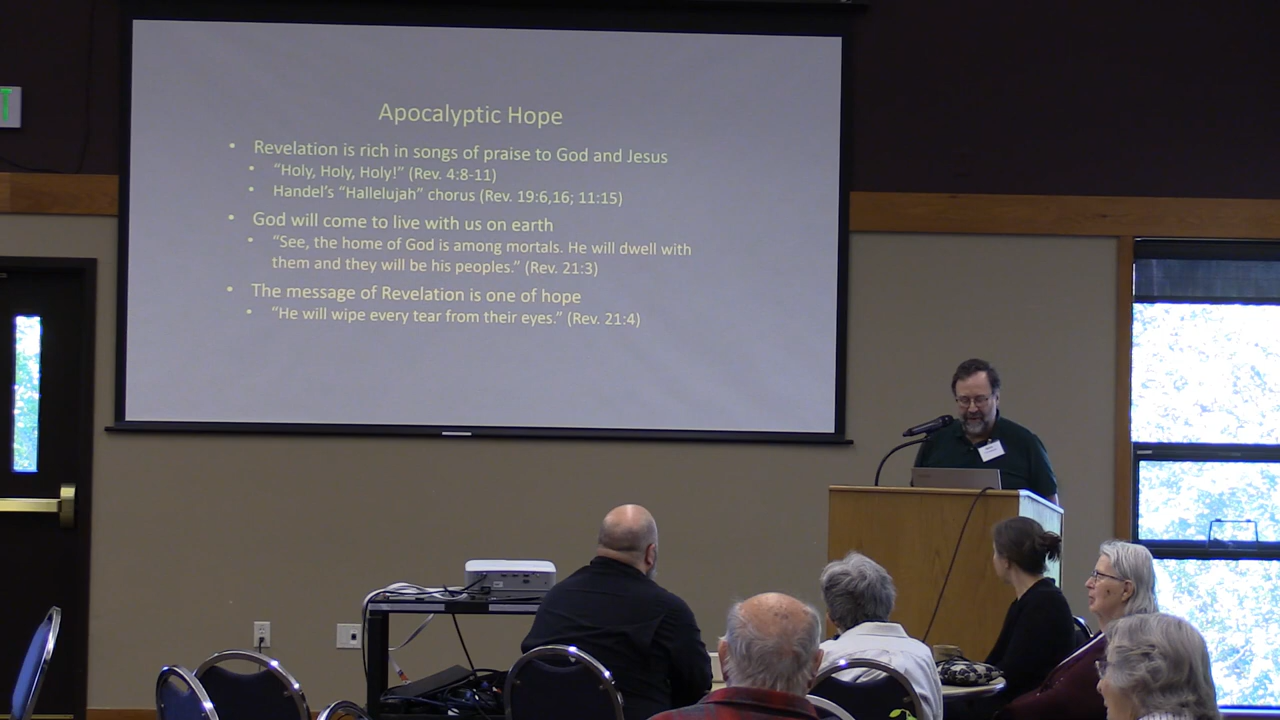 Apocalyptic Hope
• Revelation is rich in songs of praise to God and Jesus
• “Holy, Holy, Holy!” (Rev. 4:8-11)
• Handel’s “Hallelujah” chorus (Rev. 19:6,16; 11:15)
• God will come to live with us on earth
• “See, the home of God is among mortals. He will dwell with
them and they will be his peoples.” (Rev. 21:3)
• The message of Revelation is one of hope
• “He will wipe every tear from their eyes.” (Rev. 21:4)